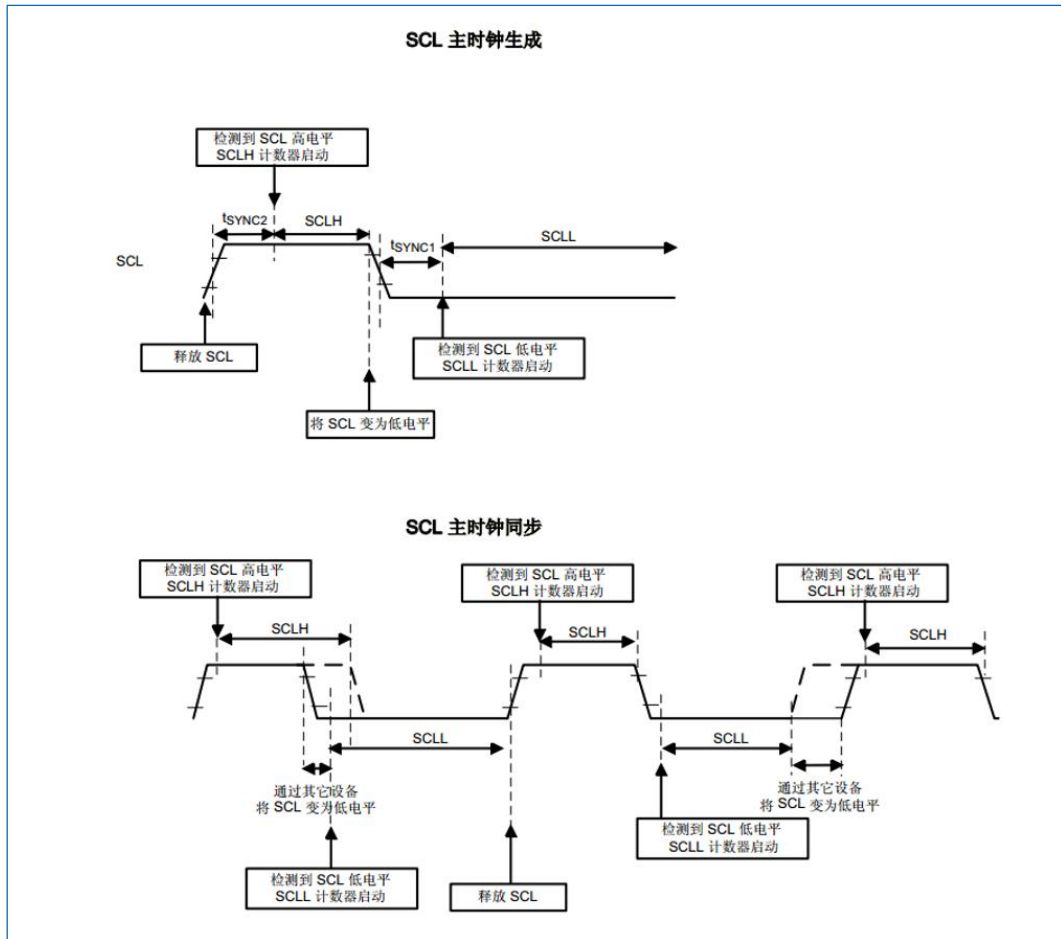 SCL 主时钟生成
检测到 SCL 高电平
SCLH 计数器启动
tSYNC2
SCLH
tSYNC1
SCLL
SCL
释放 SCL
检测到 SCL 低电平
SCLL 计数器启动
将 SCL 变为低电平
SCL 主时钟同步
检测到 SCL 高电平
SCLH 计数器启动
检测到 SCL 高电平
SCLH 计数器启动
检测到 SCL 高电平
SCLH 计数器启动
SCLH
SCLH
SCLH
SCLL
SCLL
通过其它设备
将 SCL 变为低电平
通过其它设备
将 SCL 变为低电平
检测到 SCL 低电平
SCLL 计数器启动
检测到 SCL 低电平
SCLL 计数器启动
释放 SCL